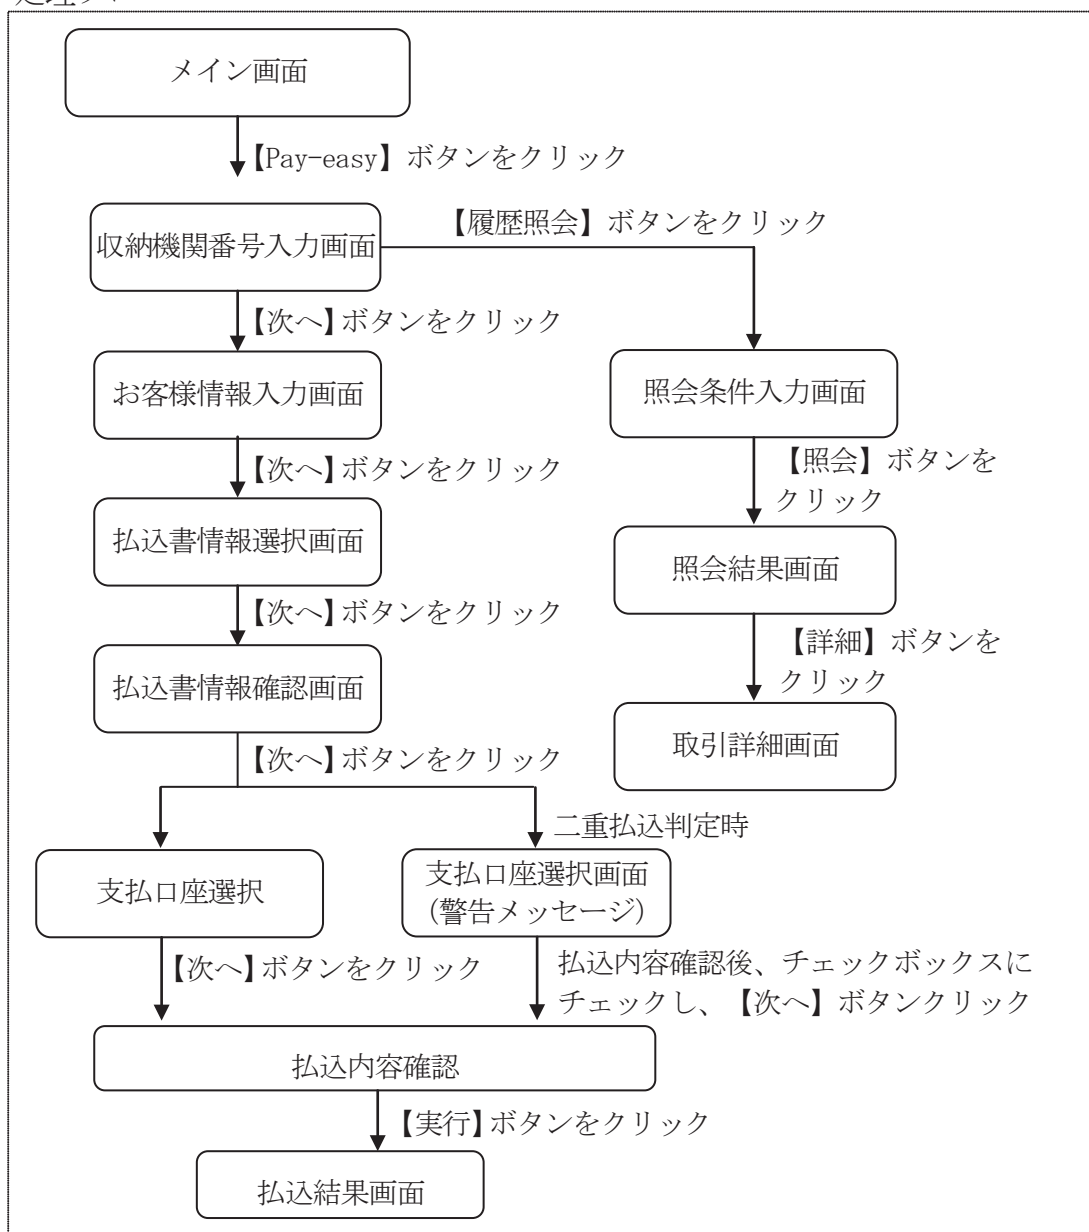 メイン画面
【Pay-easy】ボタンをクリック
収納機関番号入力画面
【履歴照会】ボタンをクリック
【次へ】ボタンをクリック
お客様情報入力画面
照会条件入力画面
【次へ】ボタンをクリック
【照会】ボタンを
クリック
払込書情報選択画面
照会結果画面
【次へ】ボタンをクリック
【詳細】ボタンを
クリック
払込書情報確認画面
取引詳細画面
【次へ】ボタンをクリック
二重払込判定時
支払口座選択
支払口座選択画面
（警告メッセージ）
【次へ】ボタンをクリック
払込内容確認後、チェックボックスに
チェックし、【次へ】ボタンクリック
払込内容確認
【実行】ボタンをクリック
払込結果画面